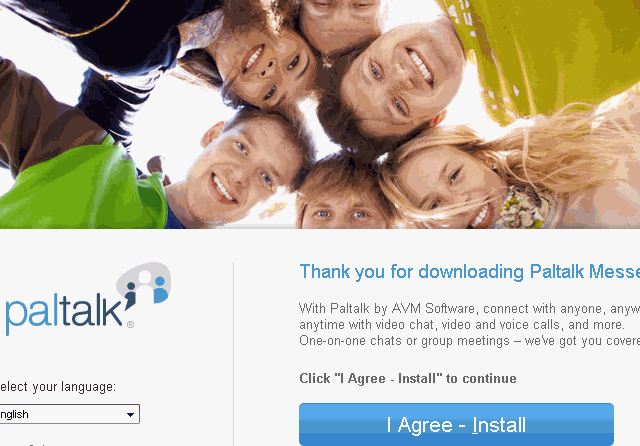 Thank you for downloading Paltalk Messe
paltalk®
With Paltalk by AVM Software, connect with anyone, anyw
anytime with video chat, video and voice calls, and more.
One-on-one chats or group meetings – we've got you covere
elect your language:
Click "I Agree - Install" to continue
nglish
I Agree - Install